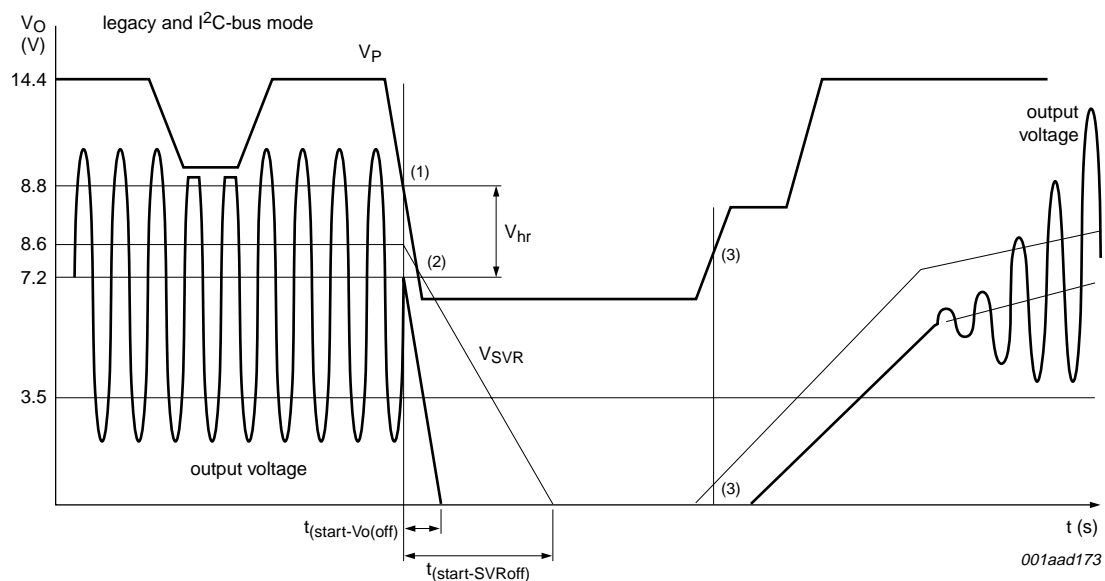 V_O
(V)
legacy and I²C-bus mode
V_P
14.4
output
voltage
(1)
8.8
V_hr
8.6
(2)
(3)
7.2
V_SVR
3.5
output voltage
(3)
t_(start-Vo(off)
t (s)
t_(start-SVRoff)
001aad173